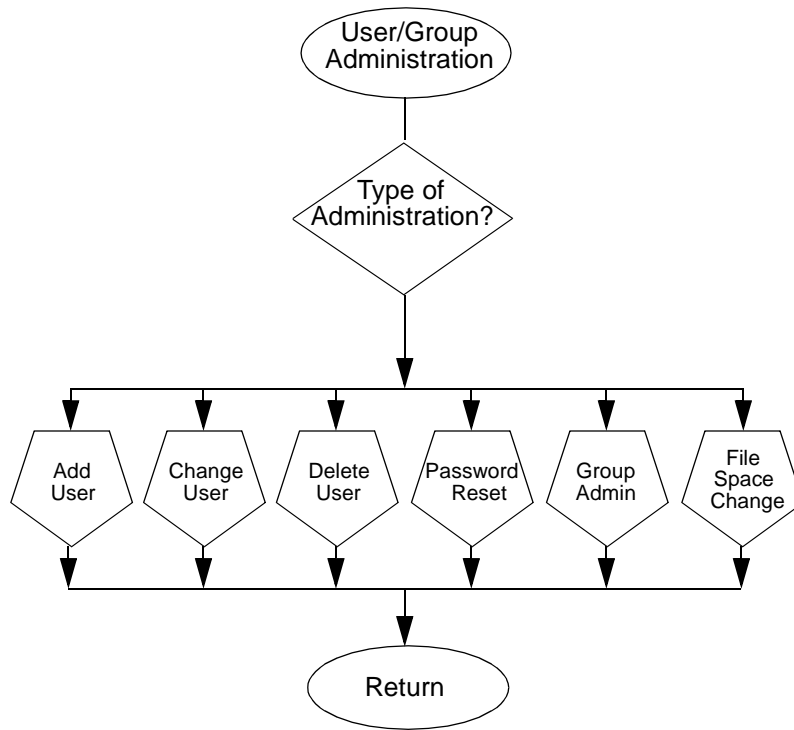 User/Group
Administration
Type of
Administration?
Add
User
Change
User
Delete
User
Password
Reset
Group
Admin
File
Space
Change
Return